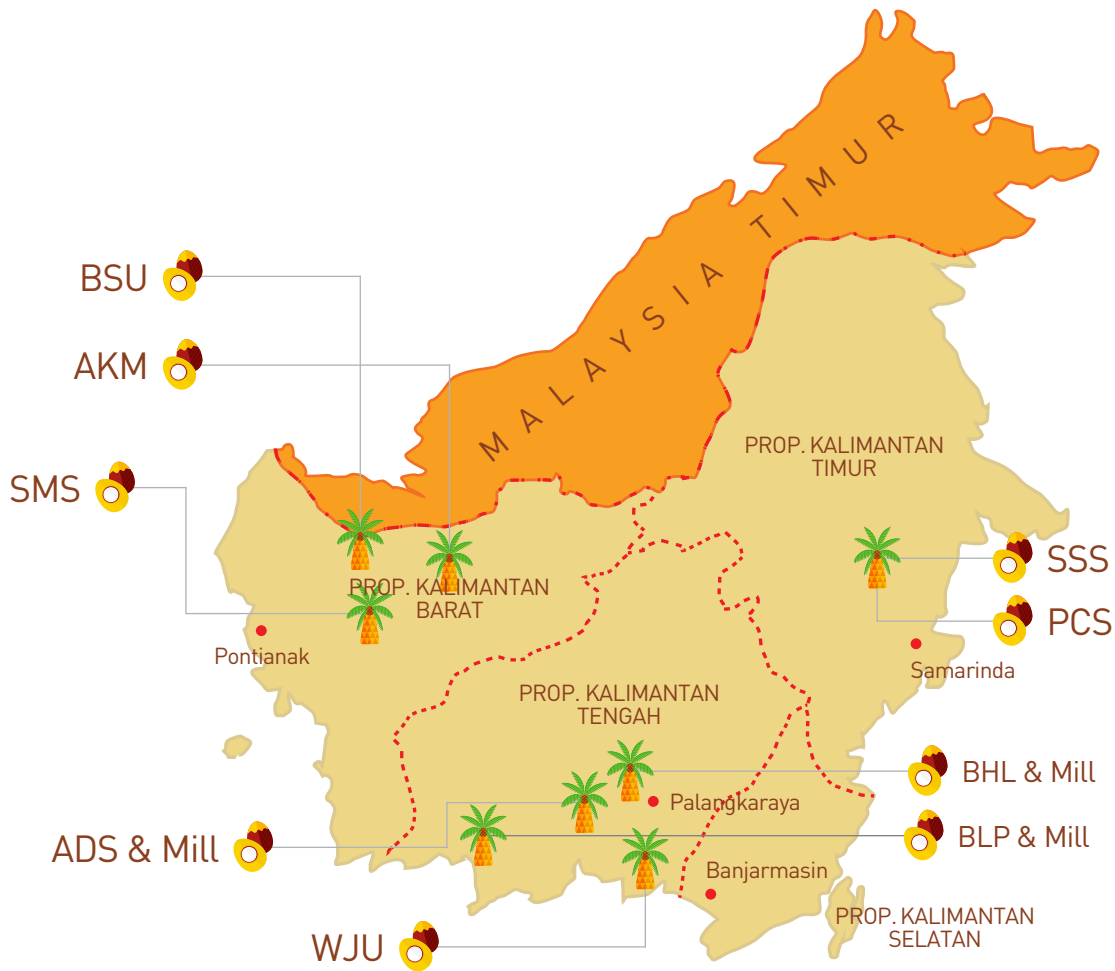 MALAYSIA TIMUR
BSU
AKM
SMS
PROP. KALIMANTAN
TIMUR
PROP. KALIMANTAN
BARAT
SSS
PCS
Pontianak
Samarinda
PROP. KALIMANTAN
TENGAH
BHL & Mill
Palangkaraya
ADS & Mill
BLP & Mill
Banjarmasin
PROP. KALIMANTAN
SELATAN
WJU